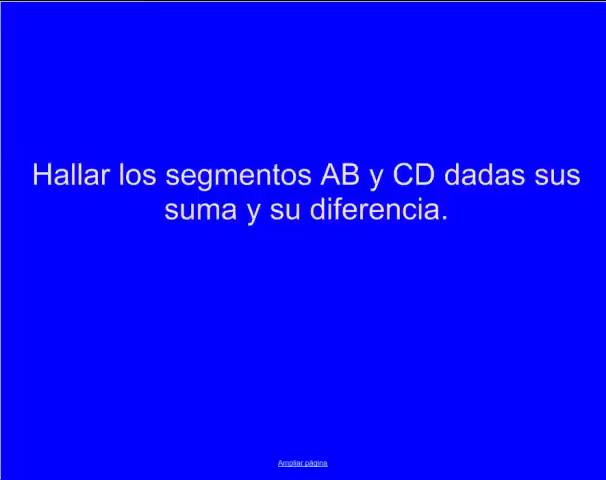 Hallar los segmentos AB y CD dadas sus
suma y su diferencia.
Ampliar página